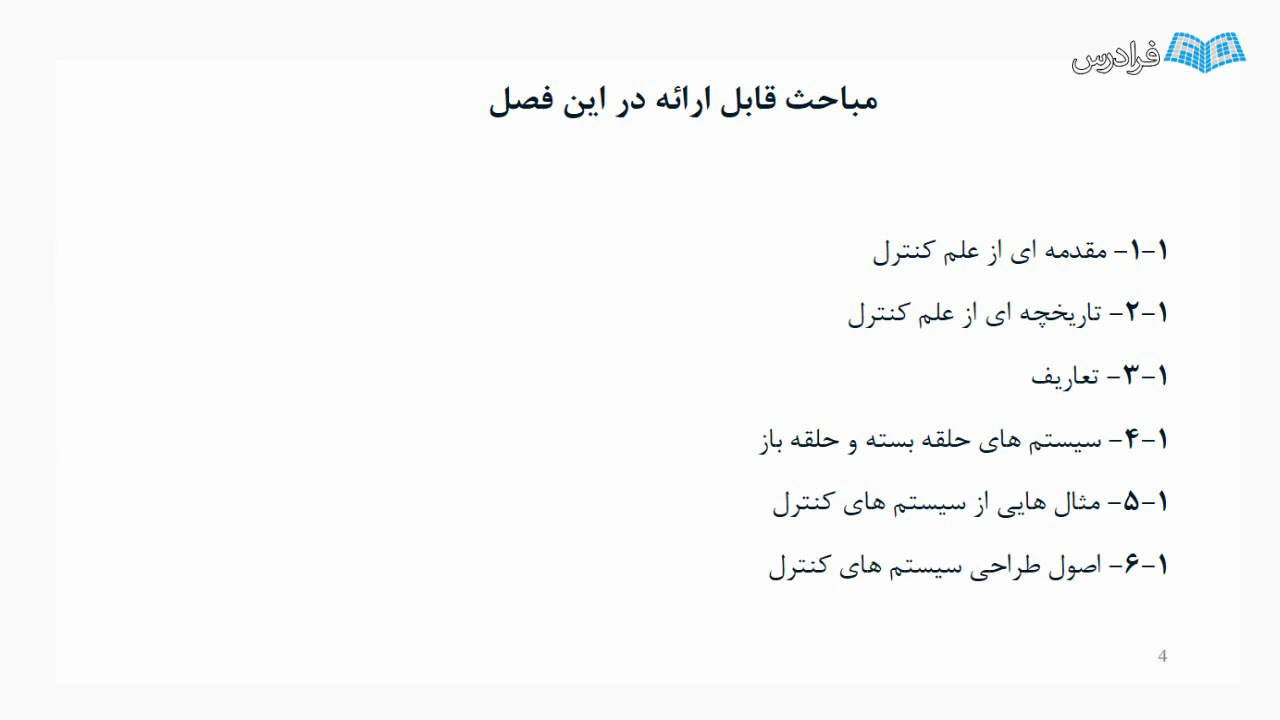 فرادرس
مباحث قابل ارائه در این فصل
۱-۱- مقدمه ای از علم کنترل
۱-۲- تاریخچه ای از علم کنترل
۱-۳- تعاریف
۱-۴- سیستم های حلقه بسته و حلقه باز
۱-۵- مثال هایی از سیستم های کنترل
۱-۶- اصول طراحی سیستم های کنترل
4